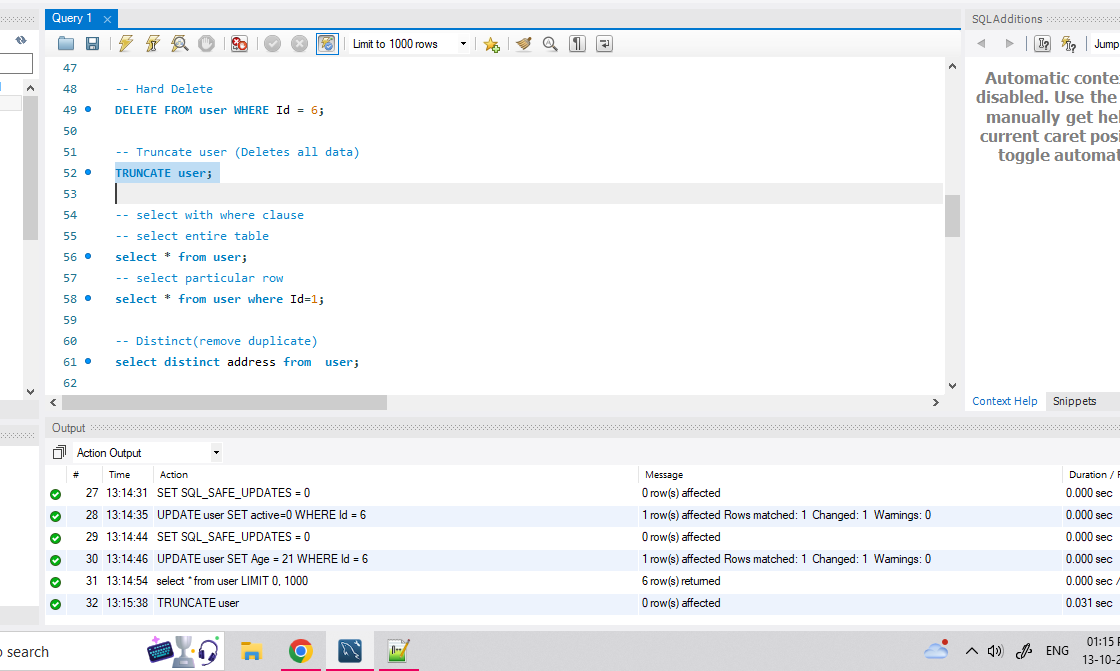 Query 1
SQLAdditions
Limit to 1000 rows
Jump
47
48 -- Hard Delete
49 DELETE FROM user WHERE Id = 6;
50
51 -- Truncate user (Deletes all data)
52 TRUNCATE user;
53
54 -- select with where clause
55 -- select entire table
56 select * from user;
57 -- select particular row
58 select * from user where Id=1;
59
60 -- Distinct(remove duplicate)
61 select distinct address from  user;
62
Automatic conte
disabled. Use the
manually get hel
current caret posi
toggle automat
Context Help Snippets
Output
Action Output
# Time Action Message Duration / F
27 13:14:31 SET SQL_SAFE_UPDATES = 0 0 row(s) affected 0.000 sec
28 13:14:35 UPDATE user SET active=0 WHERE Id = 6 1 row(s) affected Rows matched: 1  Changed: 1  Warnings: 0 0.000 sec
29 13:14:44 SET SQL_SAFE_UPDATES = 0 0 row(s) affected 0.000 sec
30 13:14:46 UPDATE user SET Age = 21 WHERE Id = 6 1 row(s) affected Rows matched: 1  Changed: 1  Warnings: 0 0.000 sec
31 13:14:54 select * from user LIMIT 0, 1000 6 row(s) returned 0.000 sec /
32 13:15:38 TRUNCATE user 0 row(s) affected 0.031 sec
o search
ENG
01:15
13-10-2